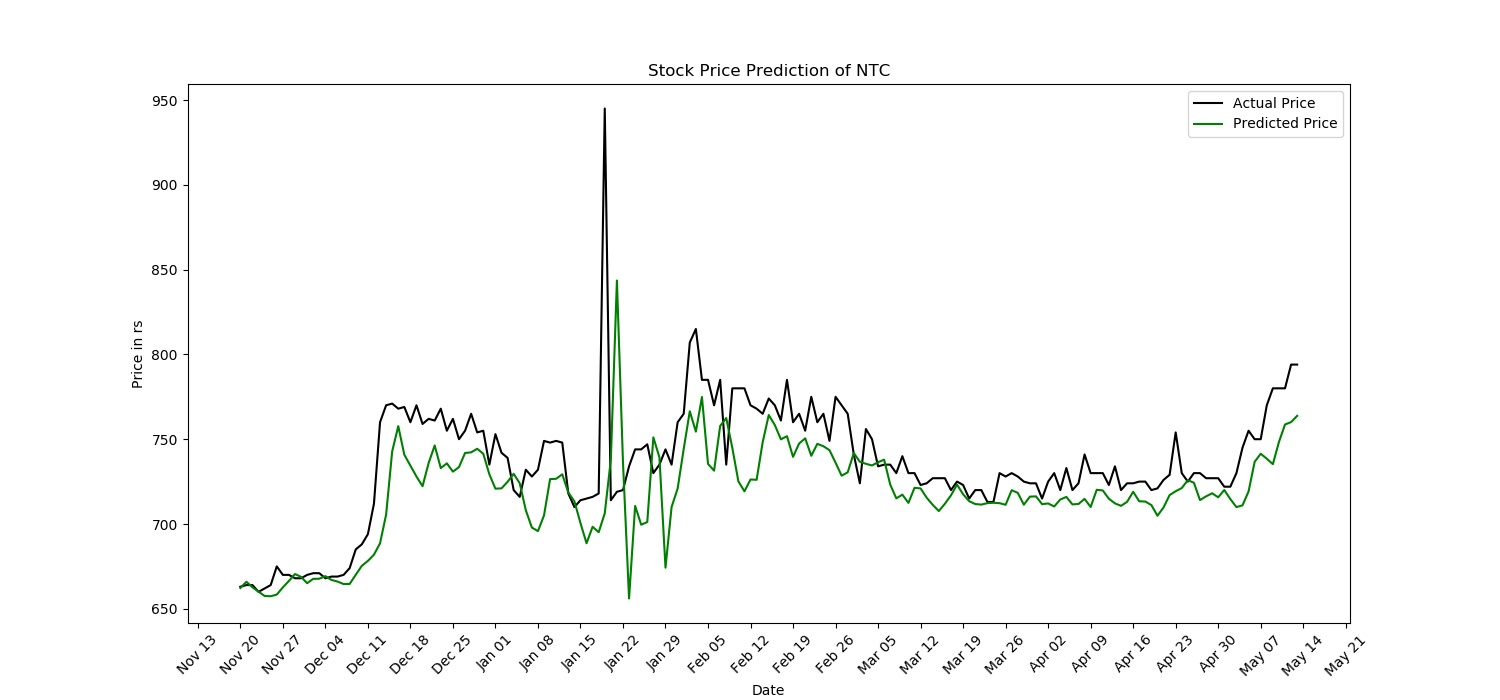 Stock Price Prediction of NTC
Actual Price
Predicted Price
Price in rs
950
900
850
800
750
700
650
Nov 13
Nov 20
Nov 27
Dec 04
Dec 11
Dec 18
Dec 25
Jan 01
Jan 08
Jan 15
Jan 22
Jan 29
Feb 05
Feb 12
Feb 19
Feb 26
Mar 05
Mar 12
Mar 19
Mar 26
Apr 02
Apr 09
Apr 16
Apr 23
Apr 30
May 07
May 14
May 21
Date